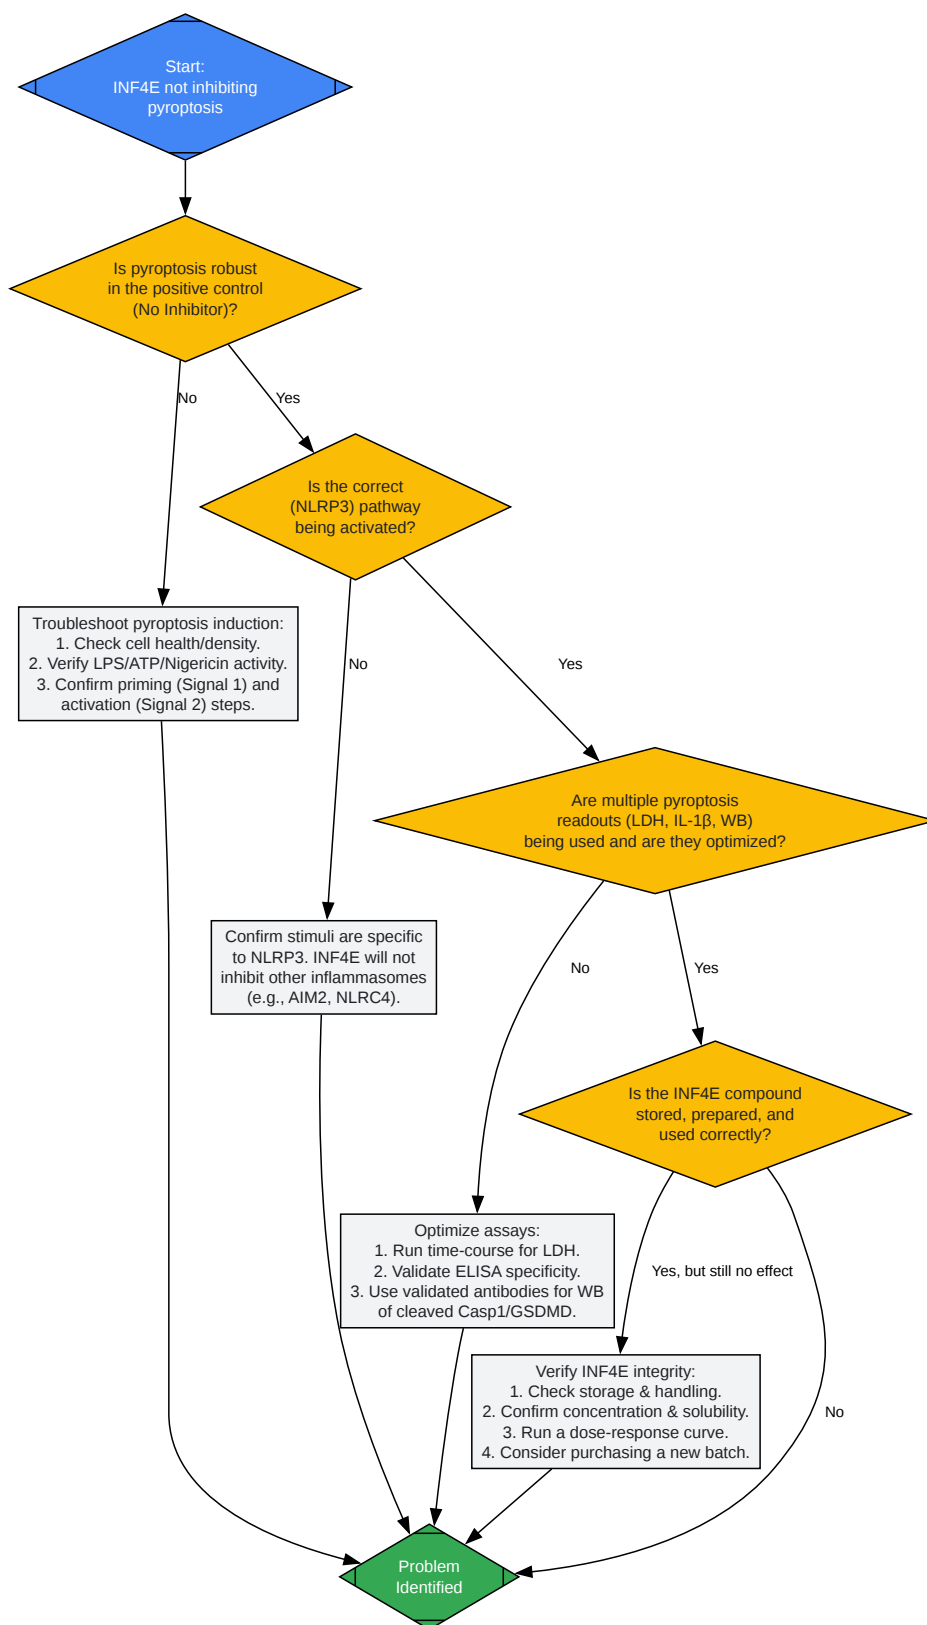 Start:
INF4E not inhibiting
pyroptosis
Is pyroptosis robust
in the positive control
(No Inhibitor)?
No
Yes
Is the correct
(NLRP3) pathway
being activated?
Troubleshoot pyroptosis induction:
1. Check cell health/density.
2. Verify LPS/ATP/Nigericin activity.
3. Confirm priming (Signal 1) and
activation (Signal 2) steps.
No
Yes
Are multiple pyroptosis
readouts (LDH, IL-1β, WB)
being used and are they optimized?
Confirm stimuli are specific
to NLRP3. INF4E will not
inhibit other inflammasomes
(e.g., AIM2, NLRC4).
No
Yes
Is the INF4E compound
stored, prepared, and
used correctly?
Optimize assays:
1. Run time-course for LDH.
2. Validate ELISA specificity.
3. Use validated antibodies for WB
of cleaved Casp1/GSDMD.
Yes, but still no effect
Verify INF4E integrity:
1. Check storage & handling.
2. Confirm concentration & solubility.
3. Run a dose-response curve.
4. Consider purchasing a new batch.
No
Problem
Identified